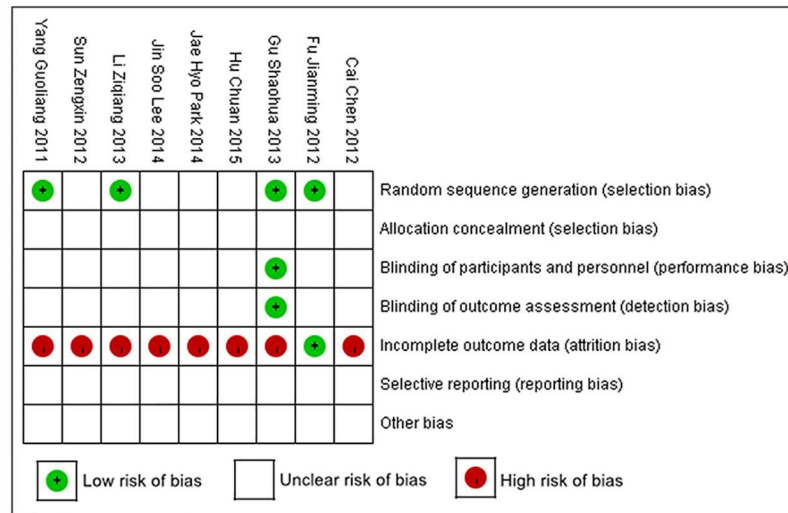 Yang Guoliang 2011
Sun Zengxin 2012
Li Ziqiang 2013
Jin Soo Lee 2014
Jae Hyo Park 2014
Hu Chuan 2015
Gu Shaohua 2013
Fu Jianming 2012
Cai Chen 2012
Random sequence generation (selection bias)
Allocation concealment (selection bias)
Blinding of participants and personnel (performance bias)
Blinding of outcome assessment (detection bias)
Incomplete outcome data (attrition bias)
Selective reporting (reporting bias)
Other bias
Low risk of bias
Unclear risk of bias
High risk of bias